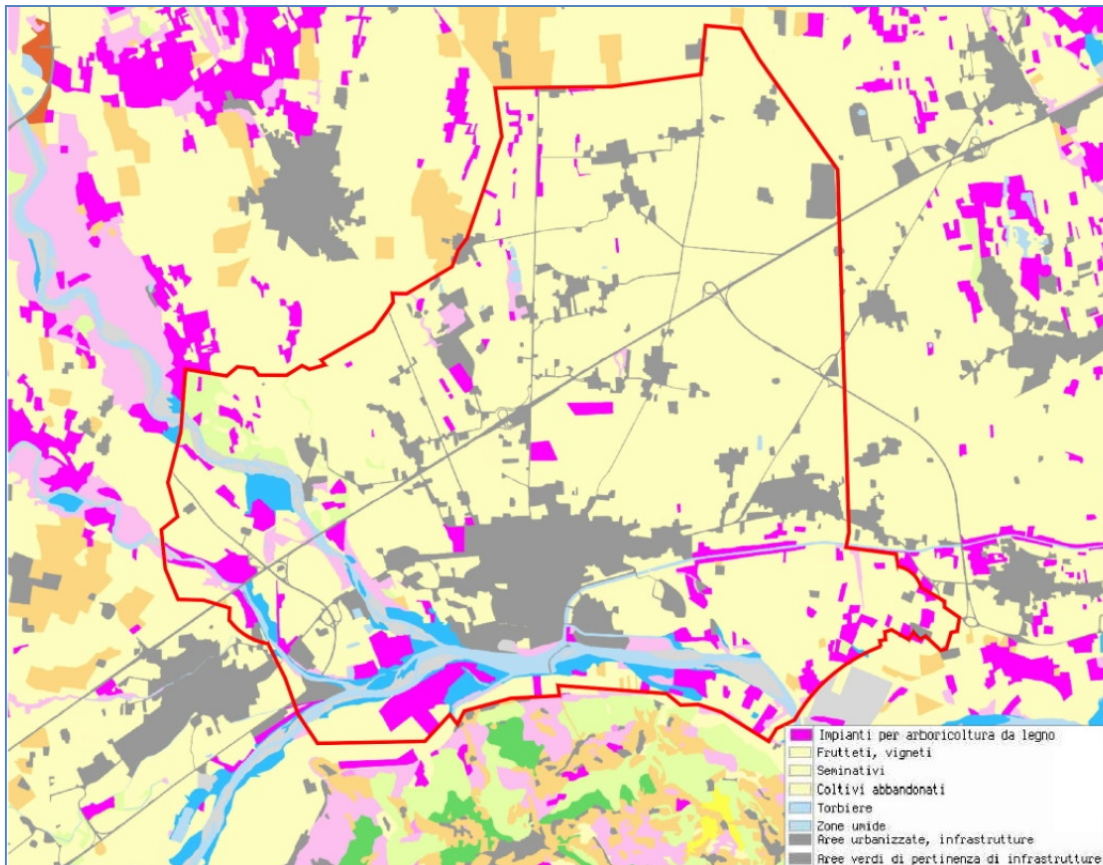 Impianti per arboricoltura da legno
Frutteti, vigneti
Seminativi
Coltivi abbandonati
Torbiere
Zone umide
Aree urbanizzate, infrastrutture
Aree verdi di pertinenza di infrastrutture